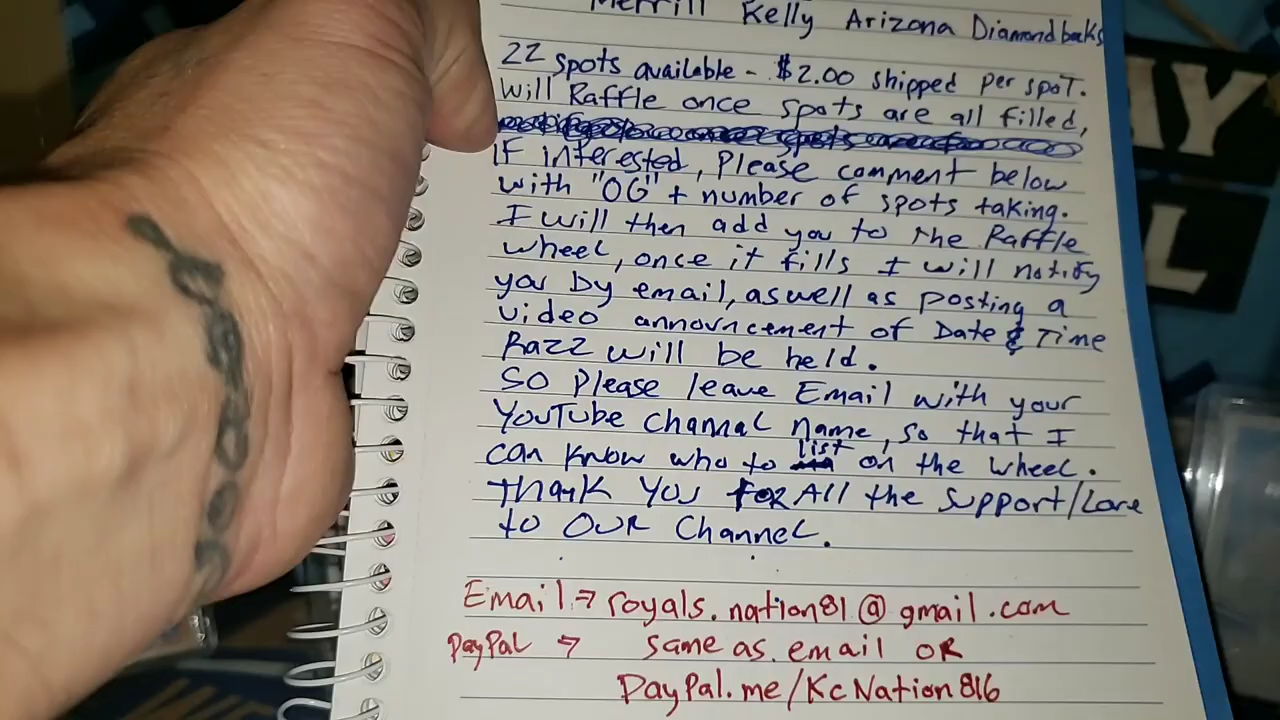 Merrill Kelly Arizona Diamondbacks
22 spots available - $2.00 shipped per spot.
Will Raffle once spots are all filled,
IF interested, Please comment below
with "OG" + number of spots taking.
I will then add you to the Raffle
wheel, once it fills I will notify
you by email, aswell as posting a
video announcement of Date & Time
Razz will be held.
SO Please leave Email with your
YouTube Channal name, so that I
can know who to list on the wheel.
Thank You FOR All the support/Love
to OUR Channel.
Email → royals.nation81@gmail.com
PayPal → same as email OR
PayPal.me/KcNation816